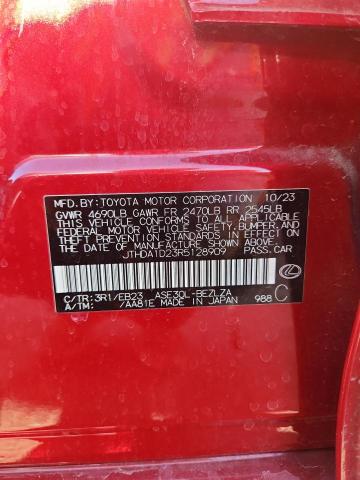 MFD. BY: TOYOTA MOTOR CORPORATION 10/23
GVWR 4690LB GAWR FR 2470LB RR 2545LB
THIS VEHICLE CONFORMS TO ALL APPLICABLE
FEDERAL MOTOR VEHICLE SAFETY AND THEFT PREVENTION STANDARDS IN EFFECT ON
THE DATE OF MANUFACTURE SHOWN ABOVE.
JTHDA1D23R5128909 PASS.CAR
C/TR: 3R1/EB23 ASE30L-BEZLZA
A/TM: /AA81E MADE IN JAPAN 988 C